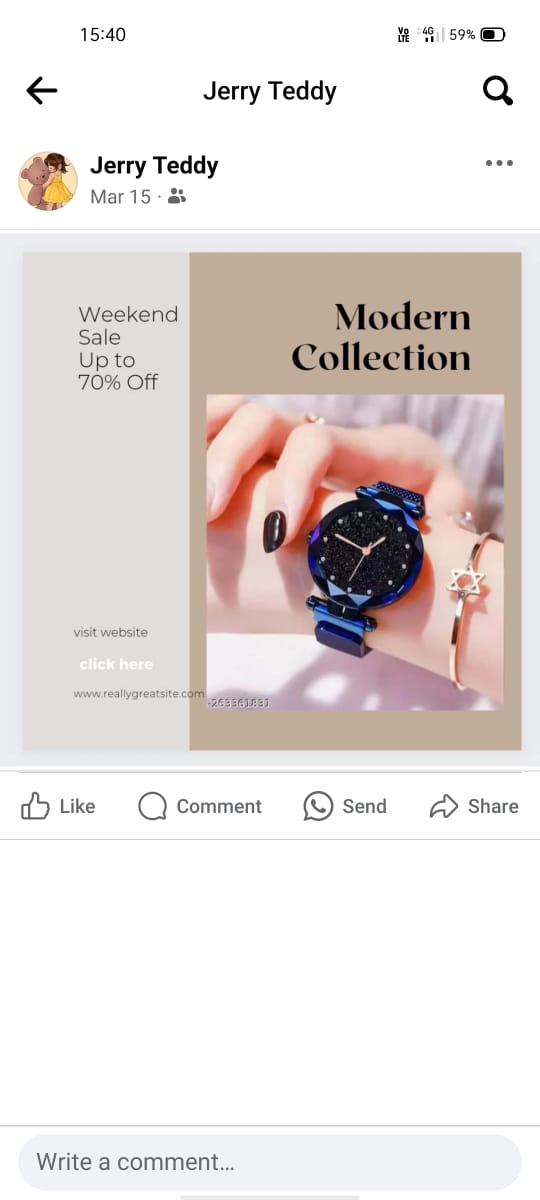 15:40
Vo LTE 4G 59%
Jerry Teddy
Jerry Teddy
Mar 15 ·
Weekend
Sale
Up to
70% Off
Modern
Collection
visit website
click here
www.reallygreatsite.com
-263361831
Like Comment Send Share
Write a comment...